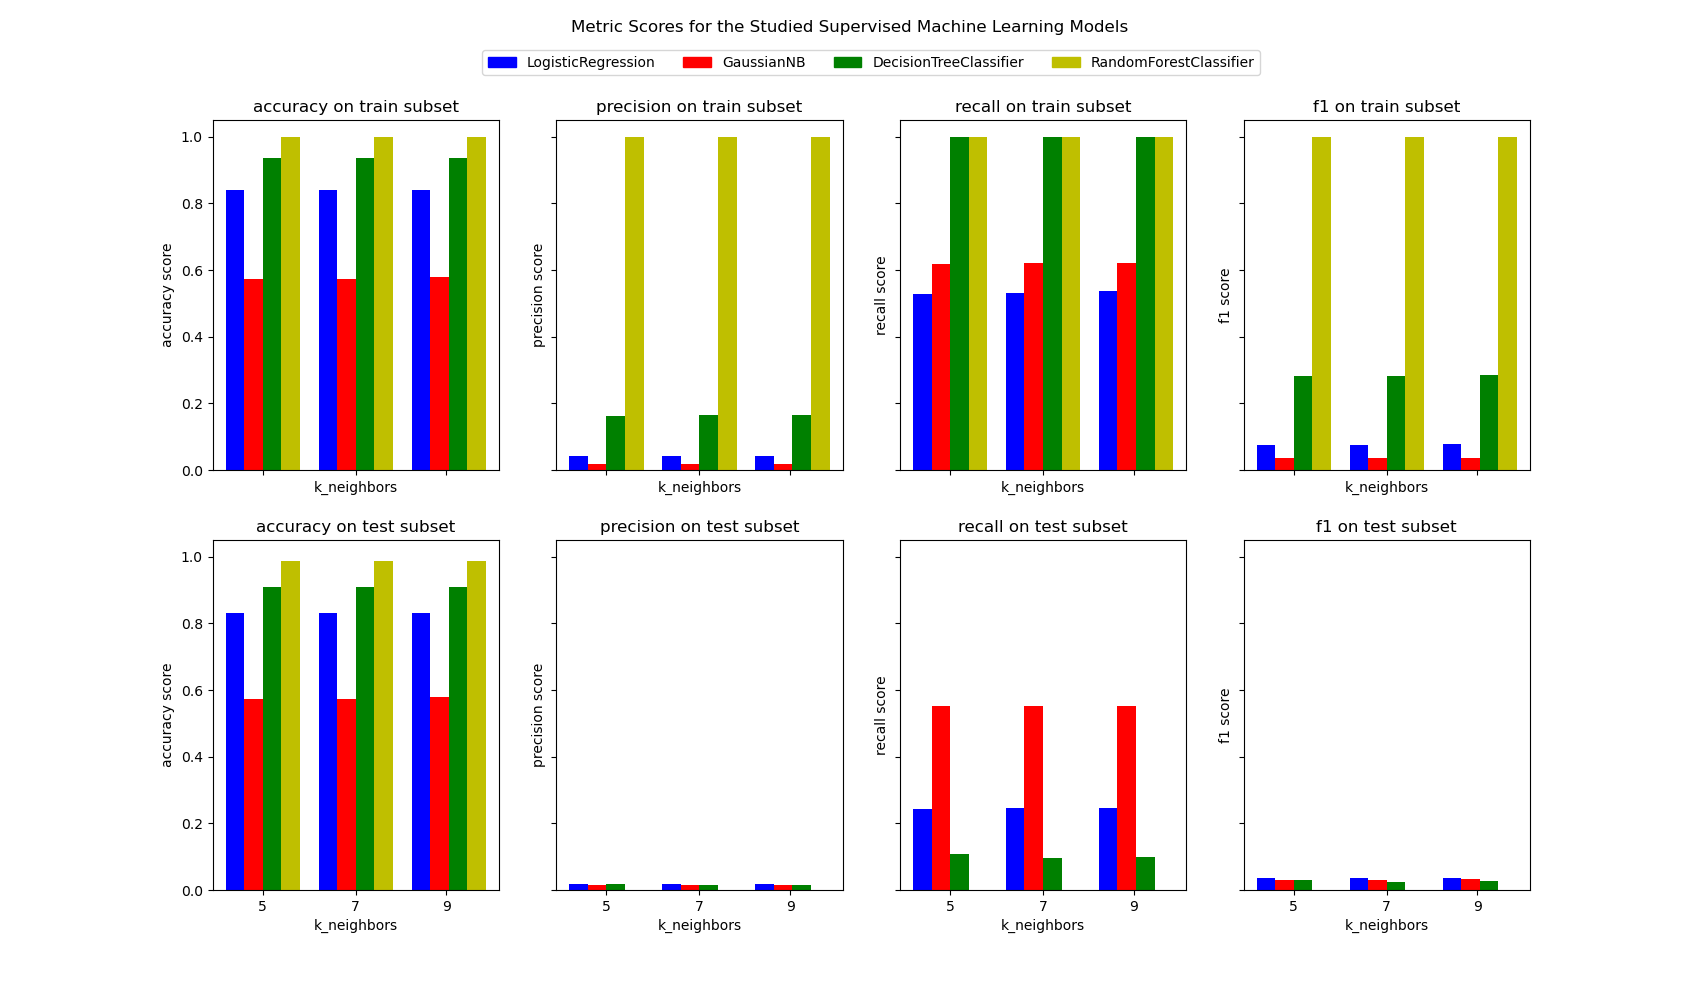 Metric Scores for the Studied Supervised Machine Learning Models
LogisticRegression GaussianNB DecisionTreeClassifier RandomForestClassifier
accuracy on train subset
1.0
0.8
0.6
0.4
0.2
0.0
accuracy score
k_neighbors
precision on train subset
precision score
k_neighbors
recall on train subset
recall score
k_neighbors
f1 on train subset
f1 score
k_neighbors
accuracy on test subset
1.0
0.8
0.6
0.4
0.2
0.0
accuracy score
5 7 9
k_neighbors
precision on test subset
precision score
5 7 9
k_neighbors
recall on test subset
recall score
5 7 9
k_neighbors
f1 on test subset
f1 score
5 7 9
k_neighbors